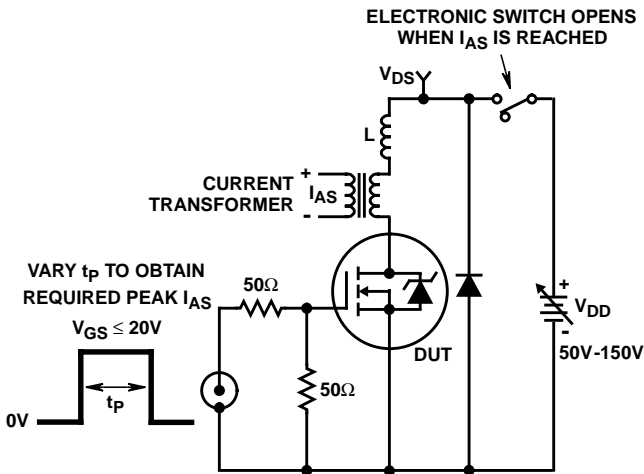 ELECTRONIC SWITCH OPENS
WHEN IAS IS REACHED
VDS
L
+
CURRENT
TRANSFORMER
IAS
-
VARY tP TO OBTAIN
REQUIRED PEAK IAS
50Ω
VGS ≤ 20V
+
VDD
-
DUT
50V-150V
50Ω
0V
tP